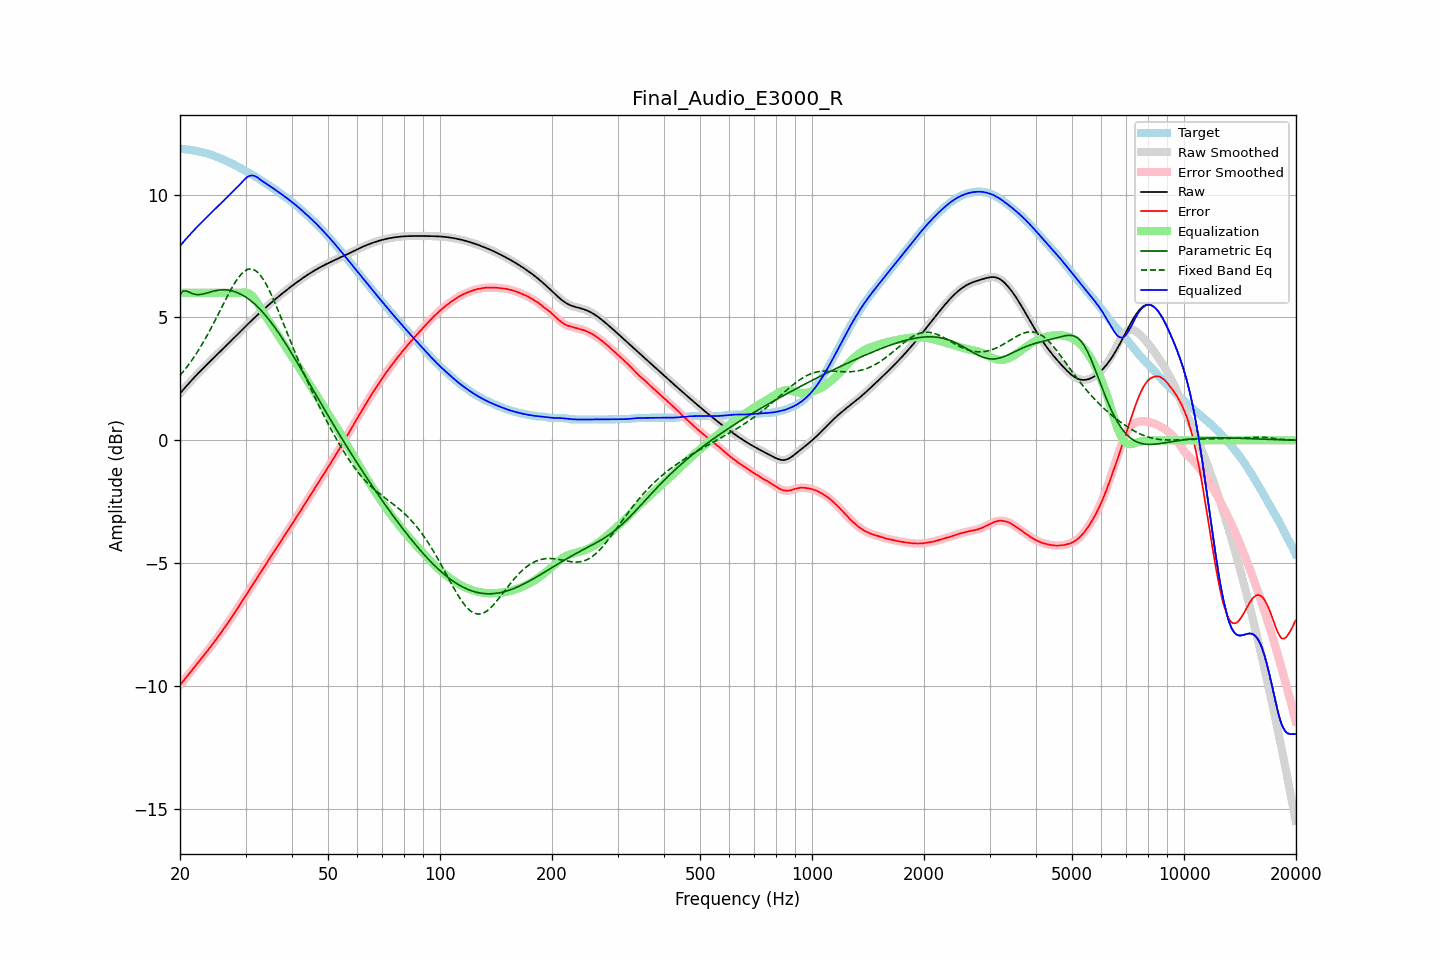 Final_Audio_E3000_R
Target
Raw Smoothed
Error Smoothed
Raw
Error
Equalization
Parametric Eq
Fixed Band Eq
Equalized
10
5
0
−5
−10
−15
Amplitude (dBr)
20 50 100 200 500 1000 2000 5000 10000 20000
Frequency (Hz)